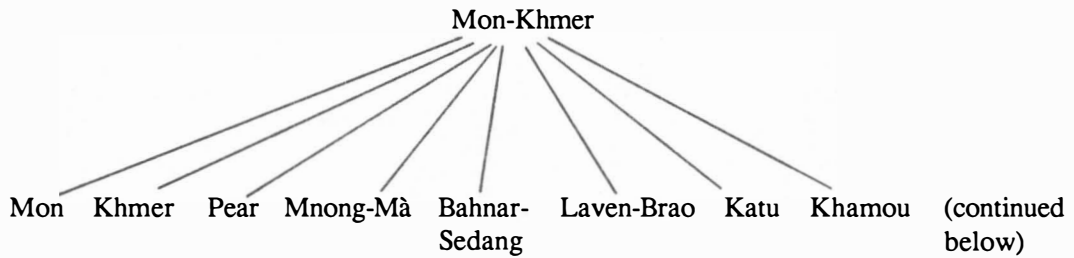 Mon-Khmer
Mon Khmer Pear Mnong-Mà Bahnar- Laven-Brao Katu Khamou (continued
Sedang below)